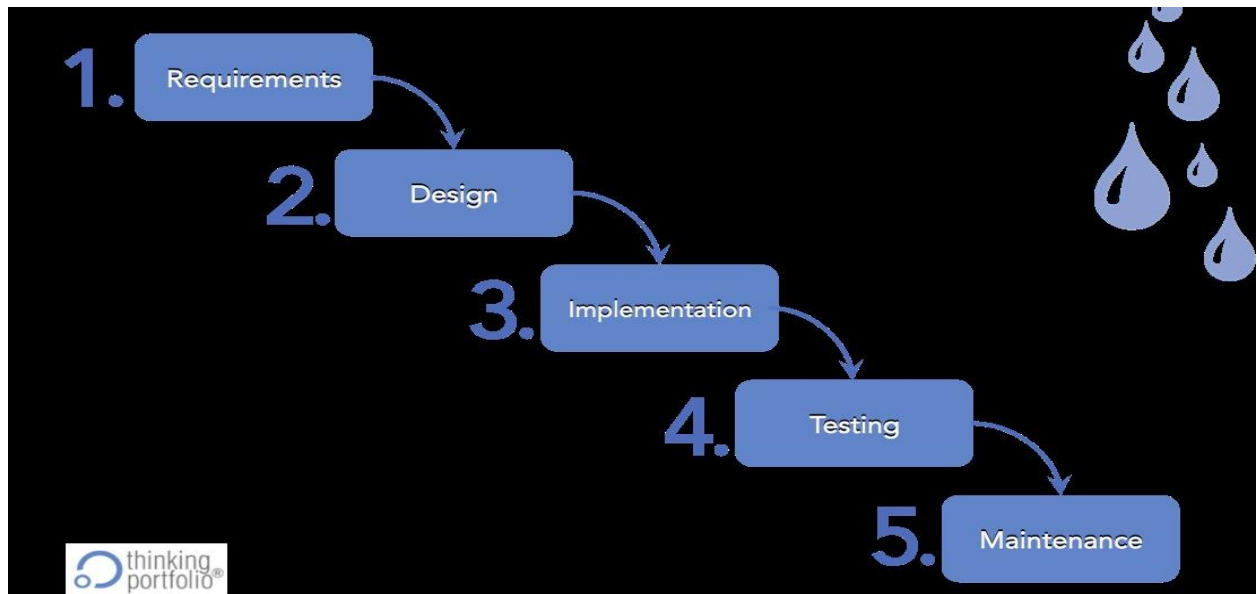 1. Requirements
2. Design
3. Implementation
4. Testing
5. Maintenance
thinking
portfolio®